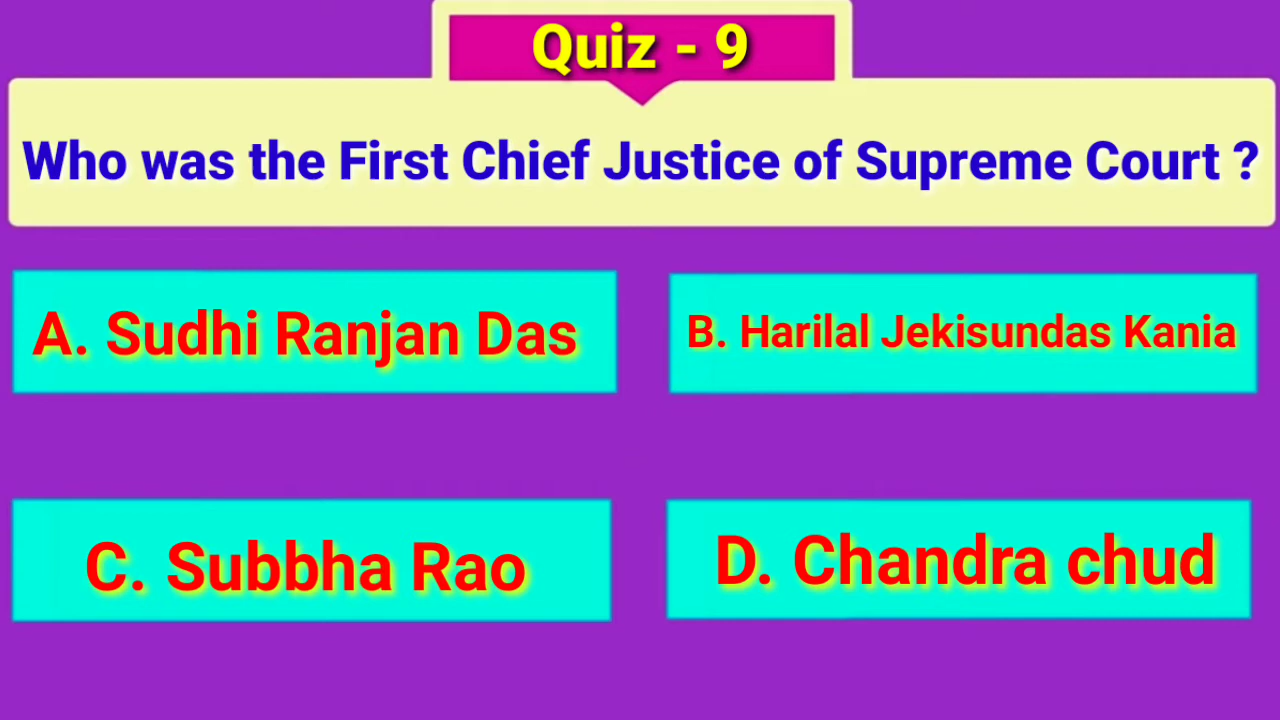 Quiz - 9
Who was the First Chief Justice of Supreme Court ?
A. Sudhi Ranjan Das
B. Harilal Jekisundas Kania
C. Subbha Rao
D. Chandra chud